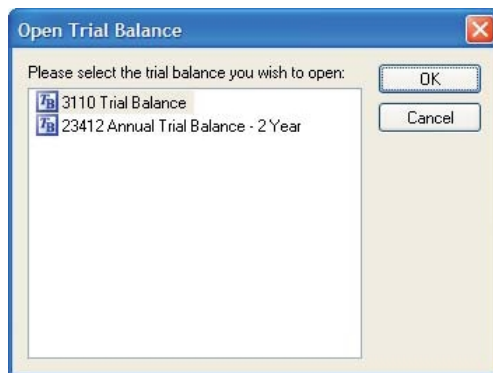 Open Trial Balance
Please select the trial balance you wish to open:
TB 3110 Trial Balance
TB 23412 Annual Trial Balance - 2 Year
OK
Cancel